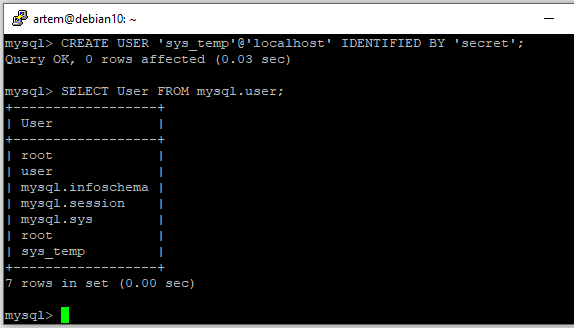 artem@debian10: ~
mysql> CREATE USER 'sys_temp'@'localhost' IDENTIFIED BY 'secret';
Query OK, 0 rows affected (0.03 sec)
mysql> SELECT User FROM mysql.user;
+------------------+
| User             |
+------------------+
| root             |
| user             |
| mysql.infoschema |
| mysql.session    |
| mysql.sys        |
| root             |
| sys_temp         |
+------------------+
7 rows in set (0.00 sec)
mysql>